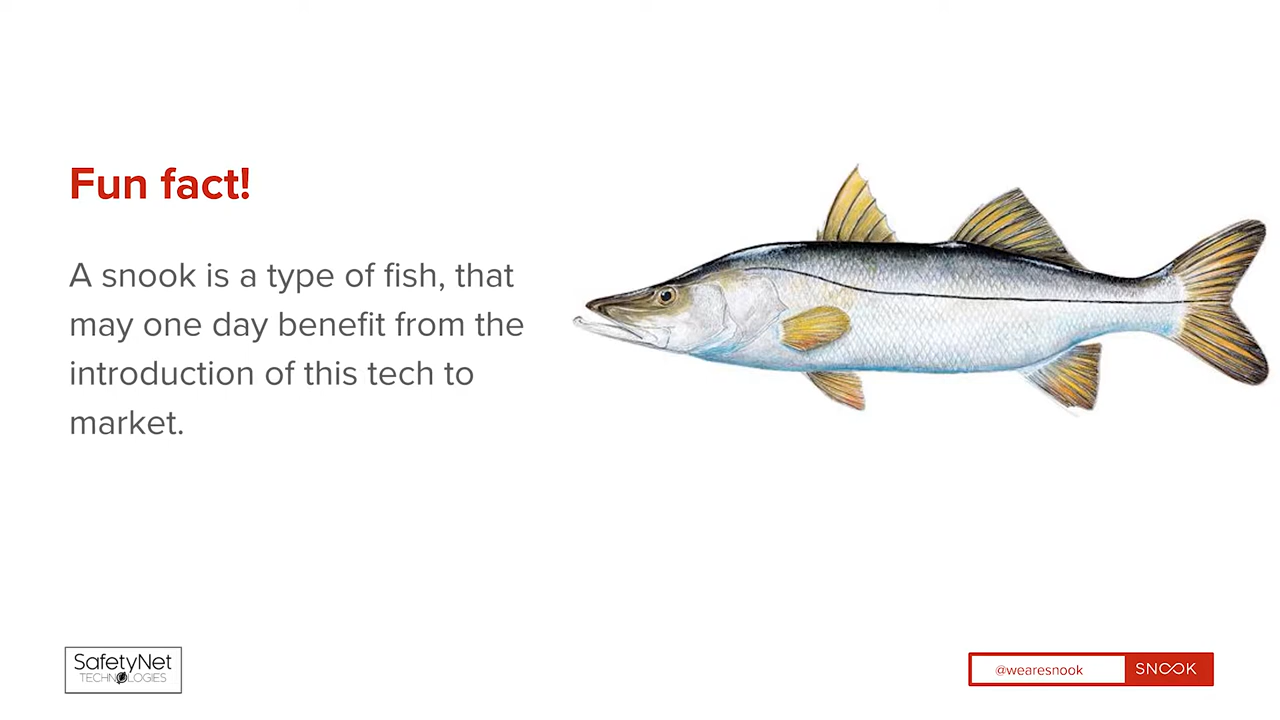 Fun fact!
A snook is a type of fish, that
may one day benefit from the
introduction of this tech to
market.
SafetyNet
TECHNOLOGIES
@wearesnook
SNOOK